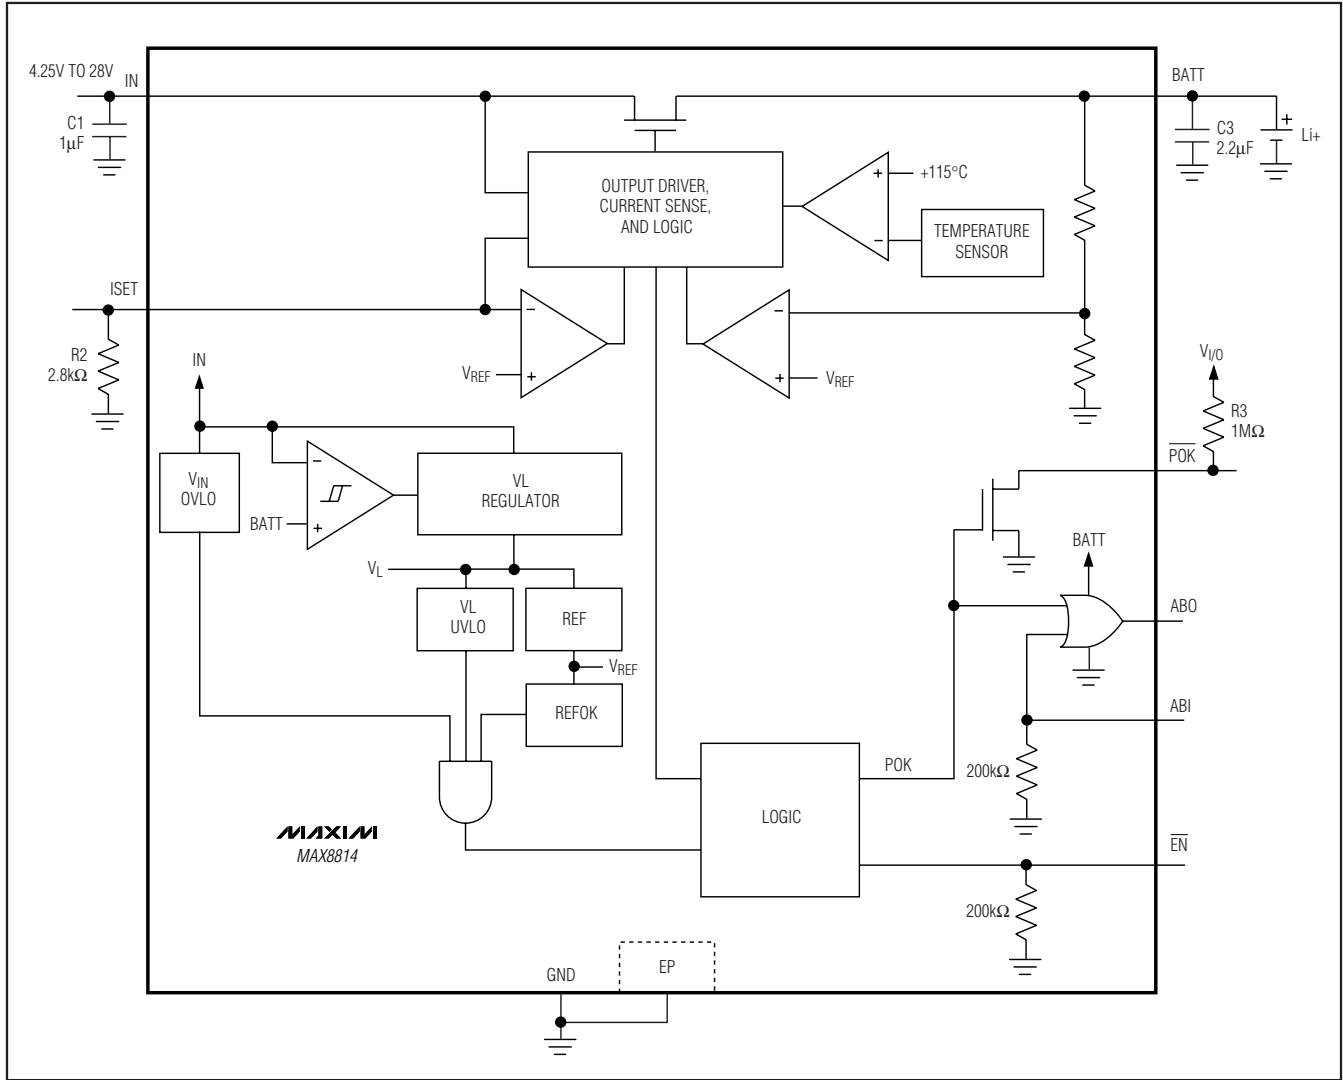 4.25V TO 28V
IN
BATT
C1
1µF
C3
2.2µF
+
Li+
OUTPUT DRIVER,
CURRENT SENSE,
AND LOGIC
+
+115°C
−
TEMPERATURE
SENSOR
ISET
−
VREF
+
−
+
VREF
R2
2.8kΩ
IN
VI/O
R3
1MΩ
POK
VIN
OVLO
−
BATT
+
VL
REGULATOR
VL
VL
UVLO
REF
VREF
REFOK
BATT
ABO
ABI
200kΩ
POK
LOGIC
EN
200kΩ
MAXIM
MAX8814
GND
EP